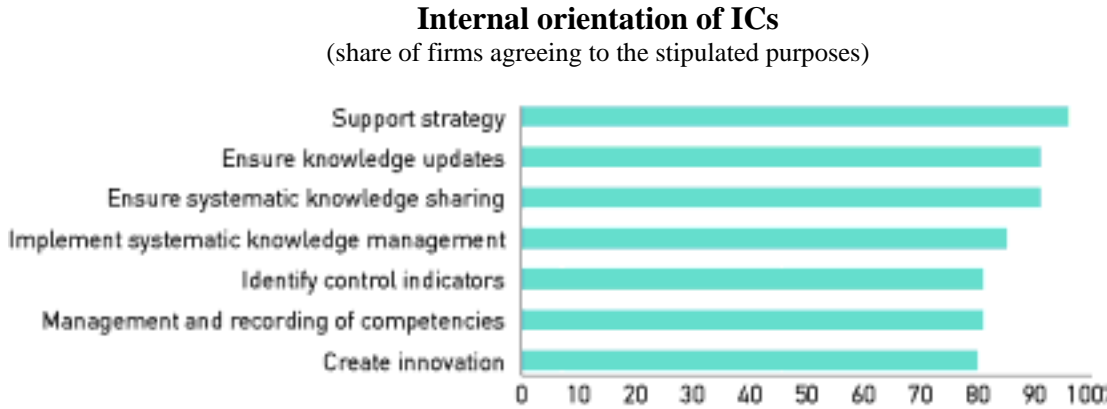 Internal orientation of ICs
(share of firms agreeing to the stipulated purposes)
Support strategy
Ensure knowledge updates
Ensure systematic knowledge sharing
Implement systematic knowledge management
Identify control indicators
Management and recording of competencies
Create innovation
0 10 20 30 40 50 60 70 80 90 100%